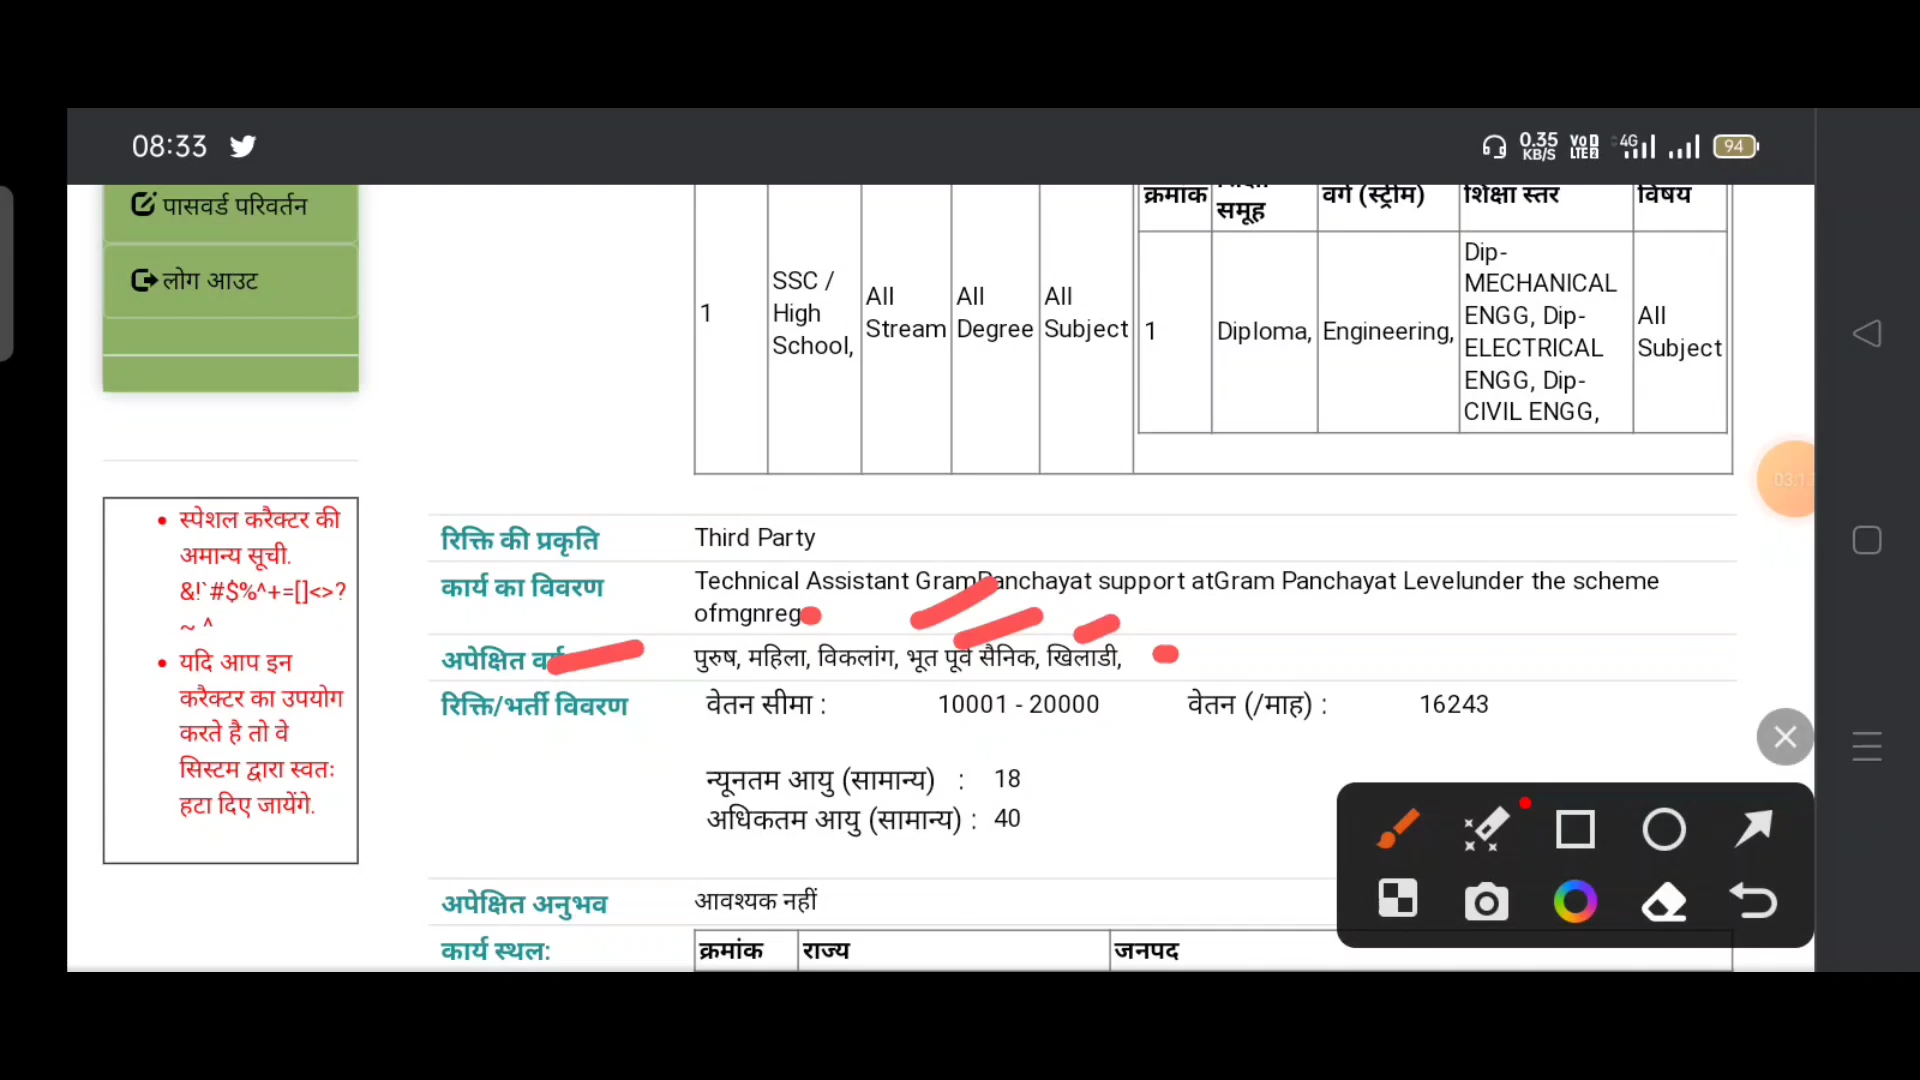 08:33
0.35
KB/S
VoD
LTE2
4G
94
पासवर्ड परिवर्तन
लोग आउट
स्पेशल करैक्टर की
अमान्य सूची.
&!`#$%^+=[]<>?
~ ^
यदि आप इन
करैक्टर का उपयोग
करते है तो वे
सिस्टम द्वारा स्वतः
हटा दिए जायेंगे.
1
SSC /
High
School,
All
Stream
All
Degree
All
Subject
क्रमांक
समूह
वर्ग (स्ट्रीम)
शिक्षा स्तर
विषय
1
Diploma,
Engineering,
Dip-
MECHANICAL
ENGG, Dip-
ELECTRICAL
ENGG, Dip-
CIVIL ENGG,
All
Subject
रिक्ति की प्रकृति
Third Party
कार्य का विवरण
Technical Assistant GramPanchayat support atGram Panchayat Levelunder the scheme
ofmgnreg
अपेक्षित
पुरुष, महिला, विकलांग, भूत पूर्व सैनिक, खिलाडी,
रिक्ति/भर्ती विवरण
वेतन सीमा : 10001 - 20000 वेतन (/माह) : 16243
न्यूनतम आयु (सामान्य) : 18
अधिकतम आयु (सामान्य) : 40
अपेक्षित अनुभव
आवश्यक नहीं
कार्य स्थल:
क्रमांक
राज्य
जनपद